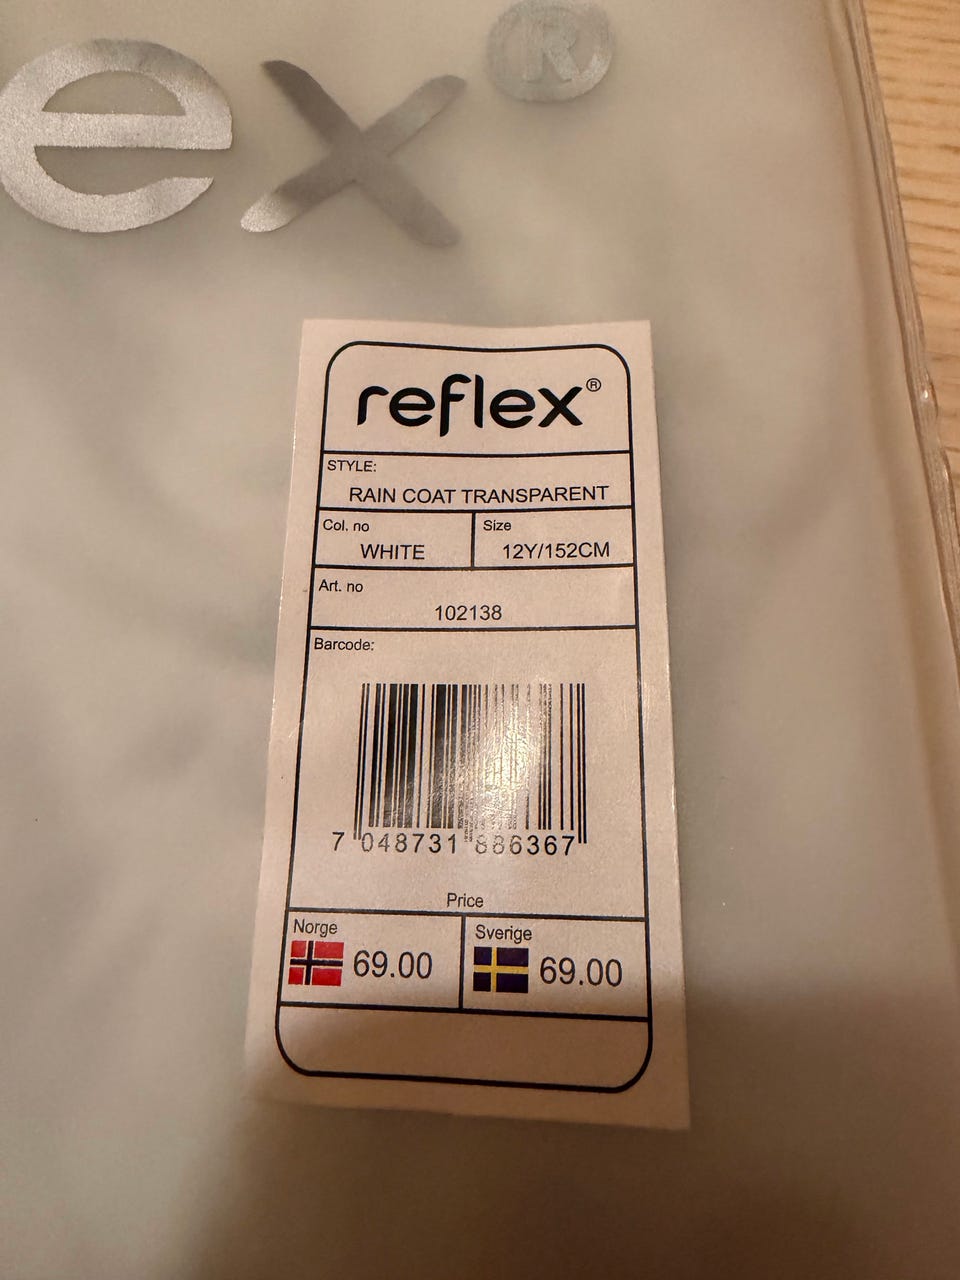 ex®
reflex®
STYLE:
RAIN COAT TRANSPARENT
Col. no
WHITE
Size
12Y/152CM
Art. no
102138
Barcode:
7 048731 886367
Price
Norge
69.00
Sverige
69.00